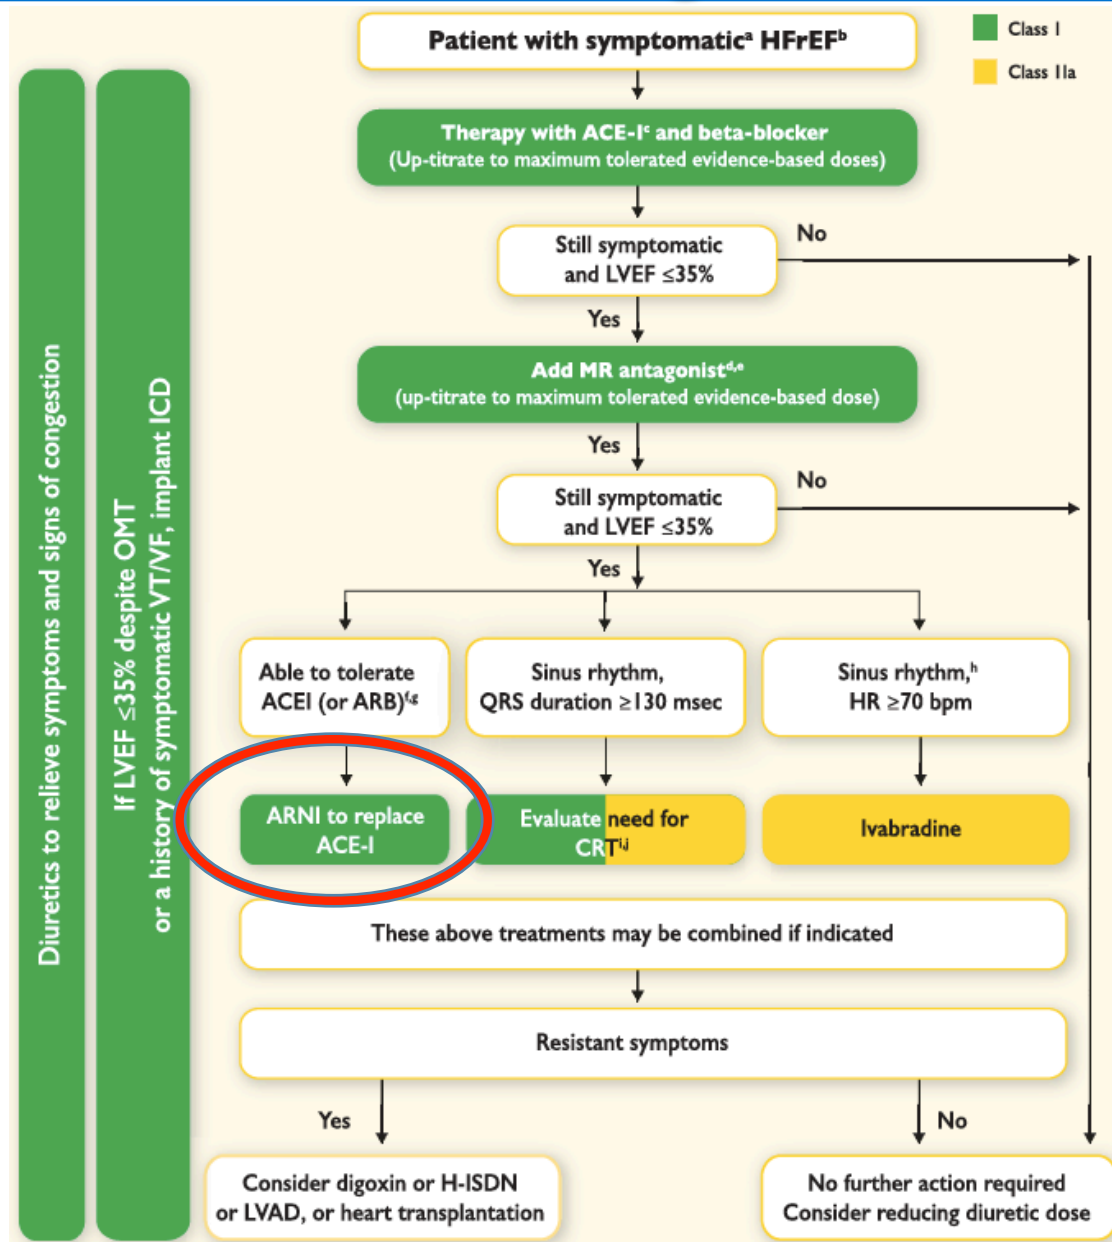 Patient with symptomaticᵃ HFrEFᵇ
Class I
Class IIa
Diuretics to relieve symptoms and signs of congestion
If LVEF ≤35% despite OMT
or a history of symptomatic VT/VF, implant ICD
Therapy with ACE-Iᶜ and beta-blocker
(Up-titrate to maximum tolerated evidence-based doses)
Still symptomatic
and LVEF ≤35%
No
Yes
Add MR antagonistᵈ,ᵉ
(up-titrate to maximum tolerated evidence-based dose)
Yes
Still symptomatic
and LVEF ≤35%
No
Yes
Able to tolerate
ACEI (or ARB)ᶠ,ᵍ
Sinus rhythm,
QRS duration ≥130 msec
Sinus rhythm,ʰ
HR ≥70 bpm
ARNI to replace
ACE-I
Evaluate need for
CRTⁱ,ʲ
Ivabradine
These above treatments may be combined if indicated
Resistant symptoms
Yes
No
Consider digoxin or H-ISDN
or LVAD, or heart transplantation
No further action required
Consider reducing diuretic dose